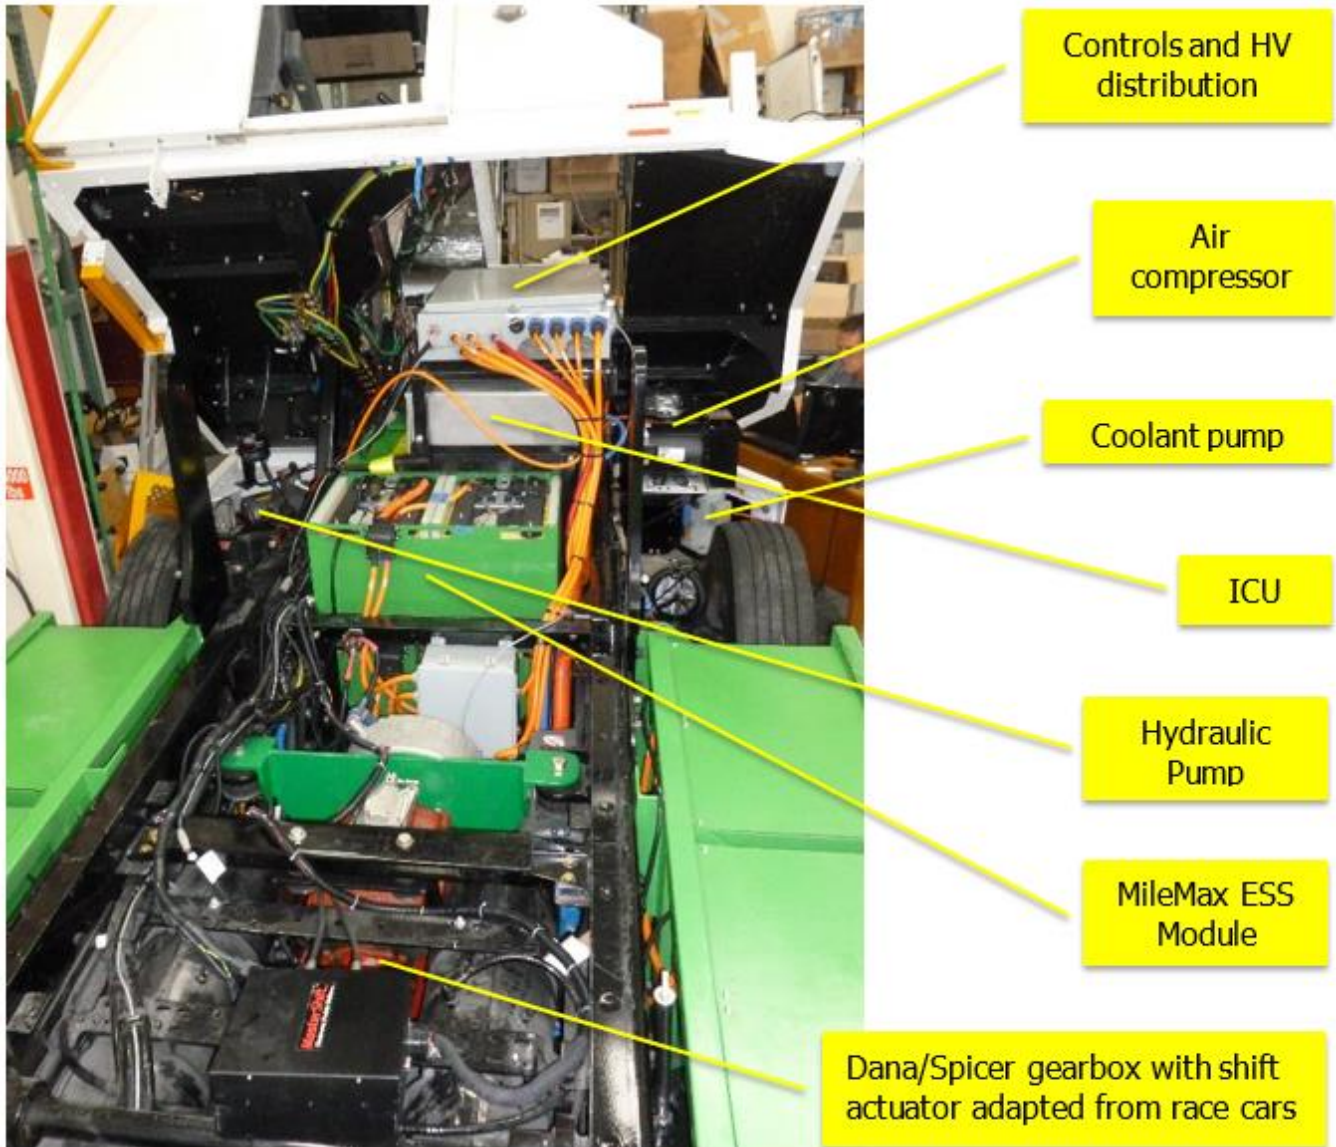 Controls and HV
distribution
Air
compressor
Coolant pump
ICU
Hydraulic
Pump
MileMax ESS
Module
Dana/Spicer gearbox with shift
actuator adapted from race cars
MasterShift